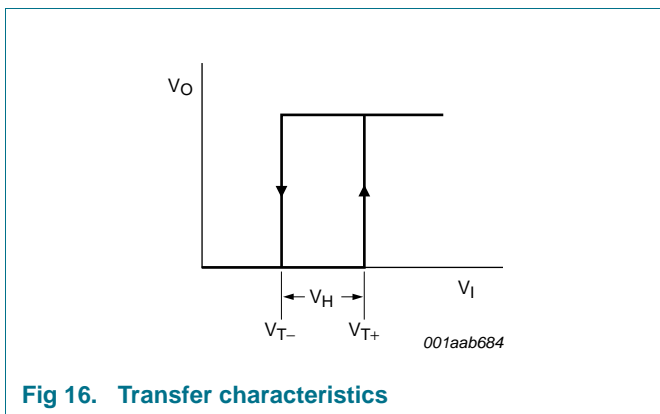 VO
VH
VI
VT− VT+
001aab684
Fig 16. Transfer characteristics